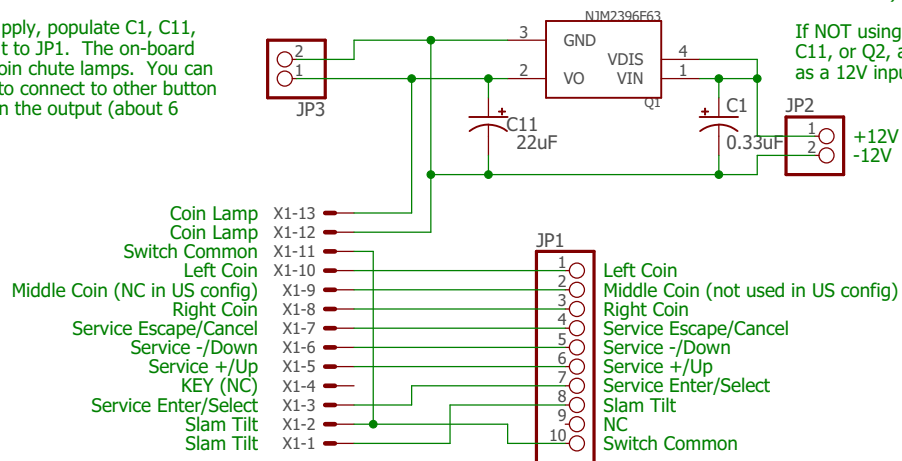 pply, populate C1, C11,
t to JP1. The on-board
oin chute lamps. You can
to connect to other button
n the output (about 6
If NOT using
C11, or Q2, a
as a 12V inpu
NJM2396F63
3
GND
VDIS
4
2
VO
VIN
1
Q1
2
1
JP3
C11
22uF
C1
0.33uF
JP2
1
+12V
2
-12V
Coin Lamp X1-13
Coin Lamp X1-12
Switch Common X1-11
Left Coin X1-10
Middle Coin (NC in US config) X1-9
Right Coin X1-8
Service Escape/Cancel X1-7
Service -/Down X1-6
Service +/Up X1-5
KEY (NC) X1-4
Service Enter/Select X1-3
Slam Tilt X1-2
Slam Tilt X1-1
JP1
1 Left Coin
2 Middle Coin (not used in US config)
3 Right Coin
4 Service Escape/Cancel
5 Service -/Down
6 Service +/Up
7 Service Enter/Select
8 Slam Tilt
9 NC
10 Switch Common